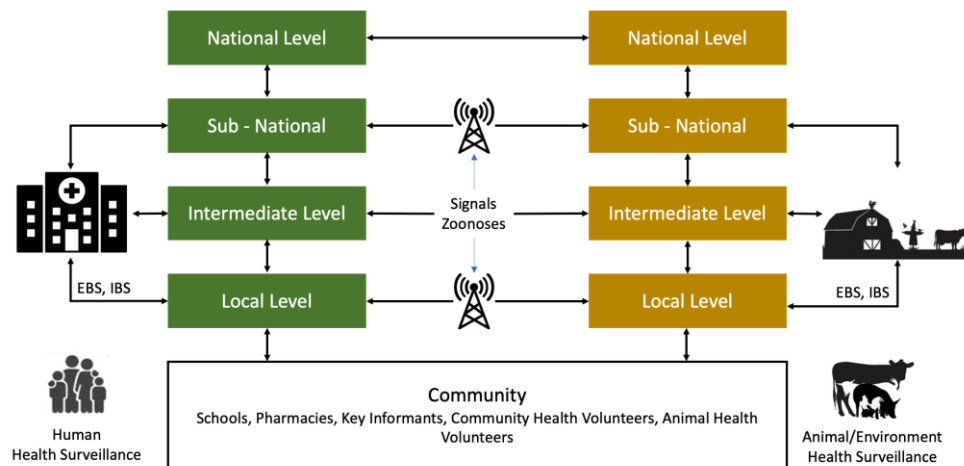 National Level
National Level
Sub - National
Sub - National
Signals
Zoonoses
Intermediate Level
Intermediate Level
EBS, IBS
Local Level
Local Level
EBS, IBS
Community
Schools, Pharmacies, Key Informants, Community Health Volunteers, Animal Health
Volunteers
Human
Health Surveillance
Animal/Environment
Health Surveillance